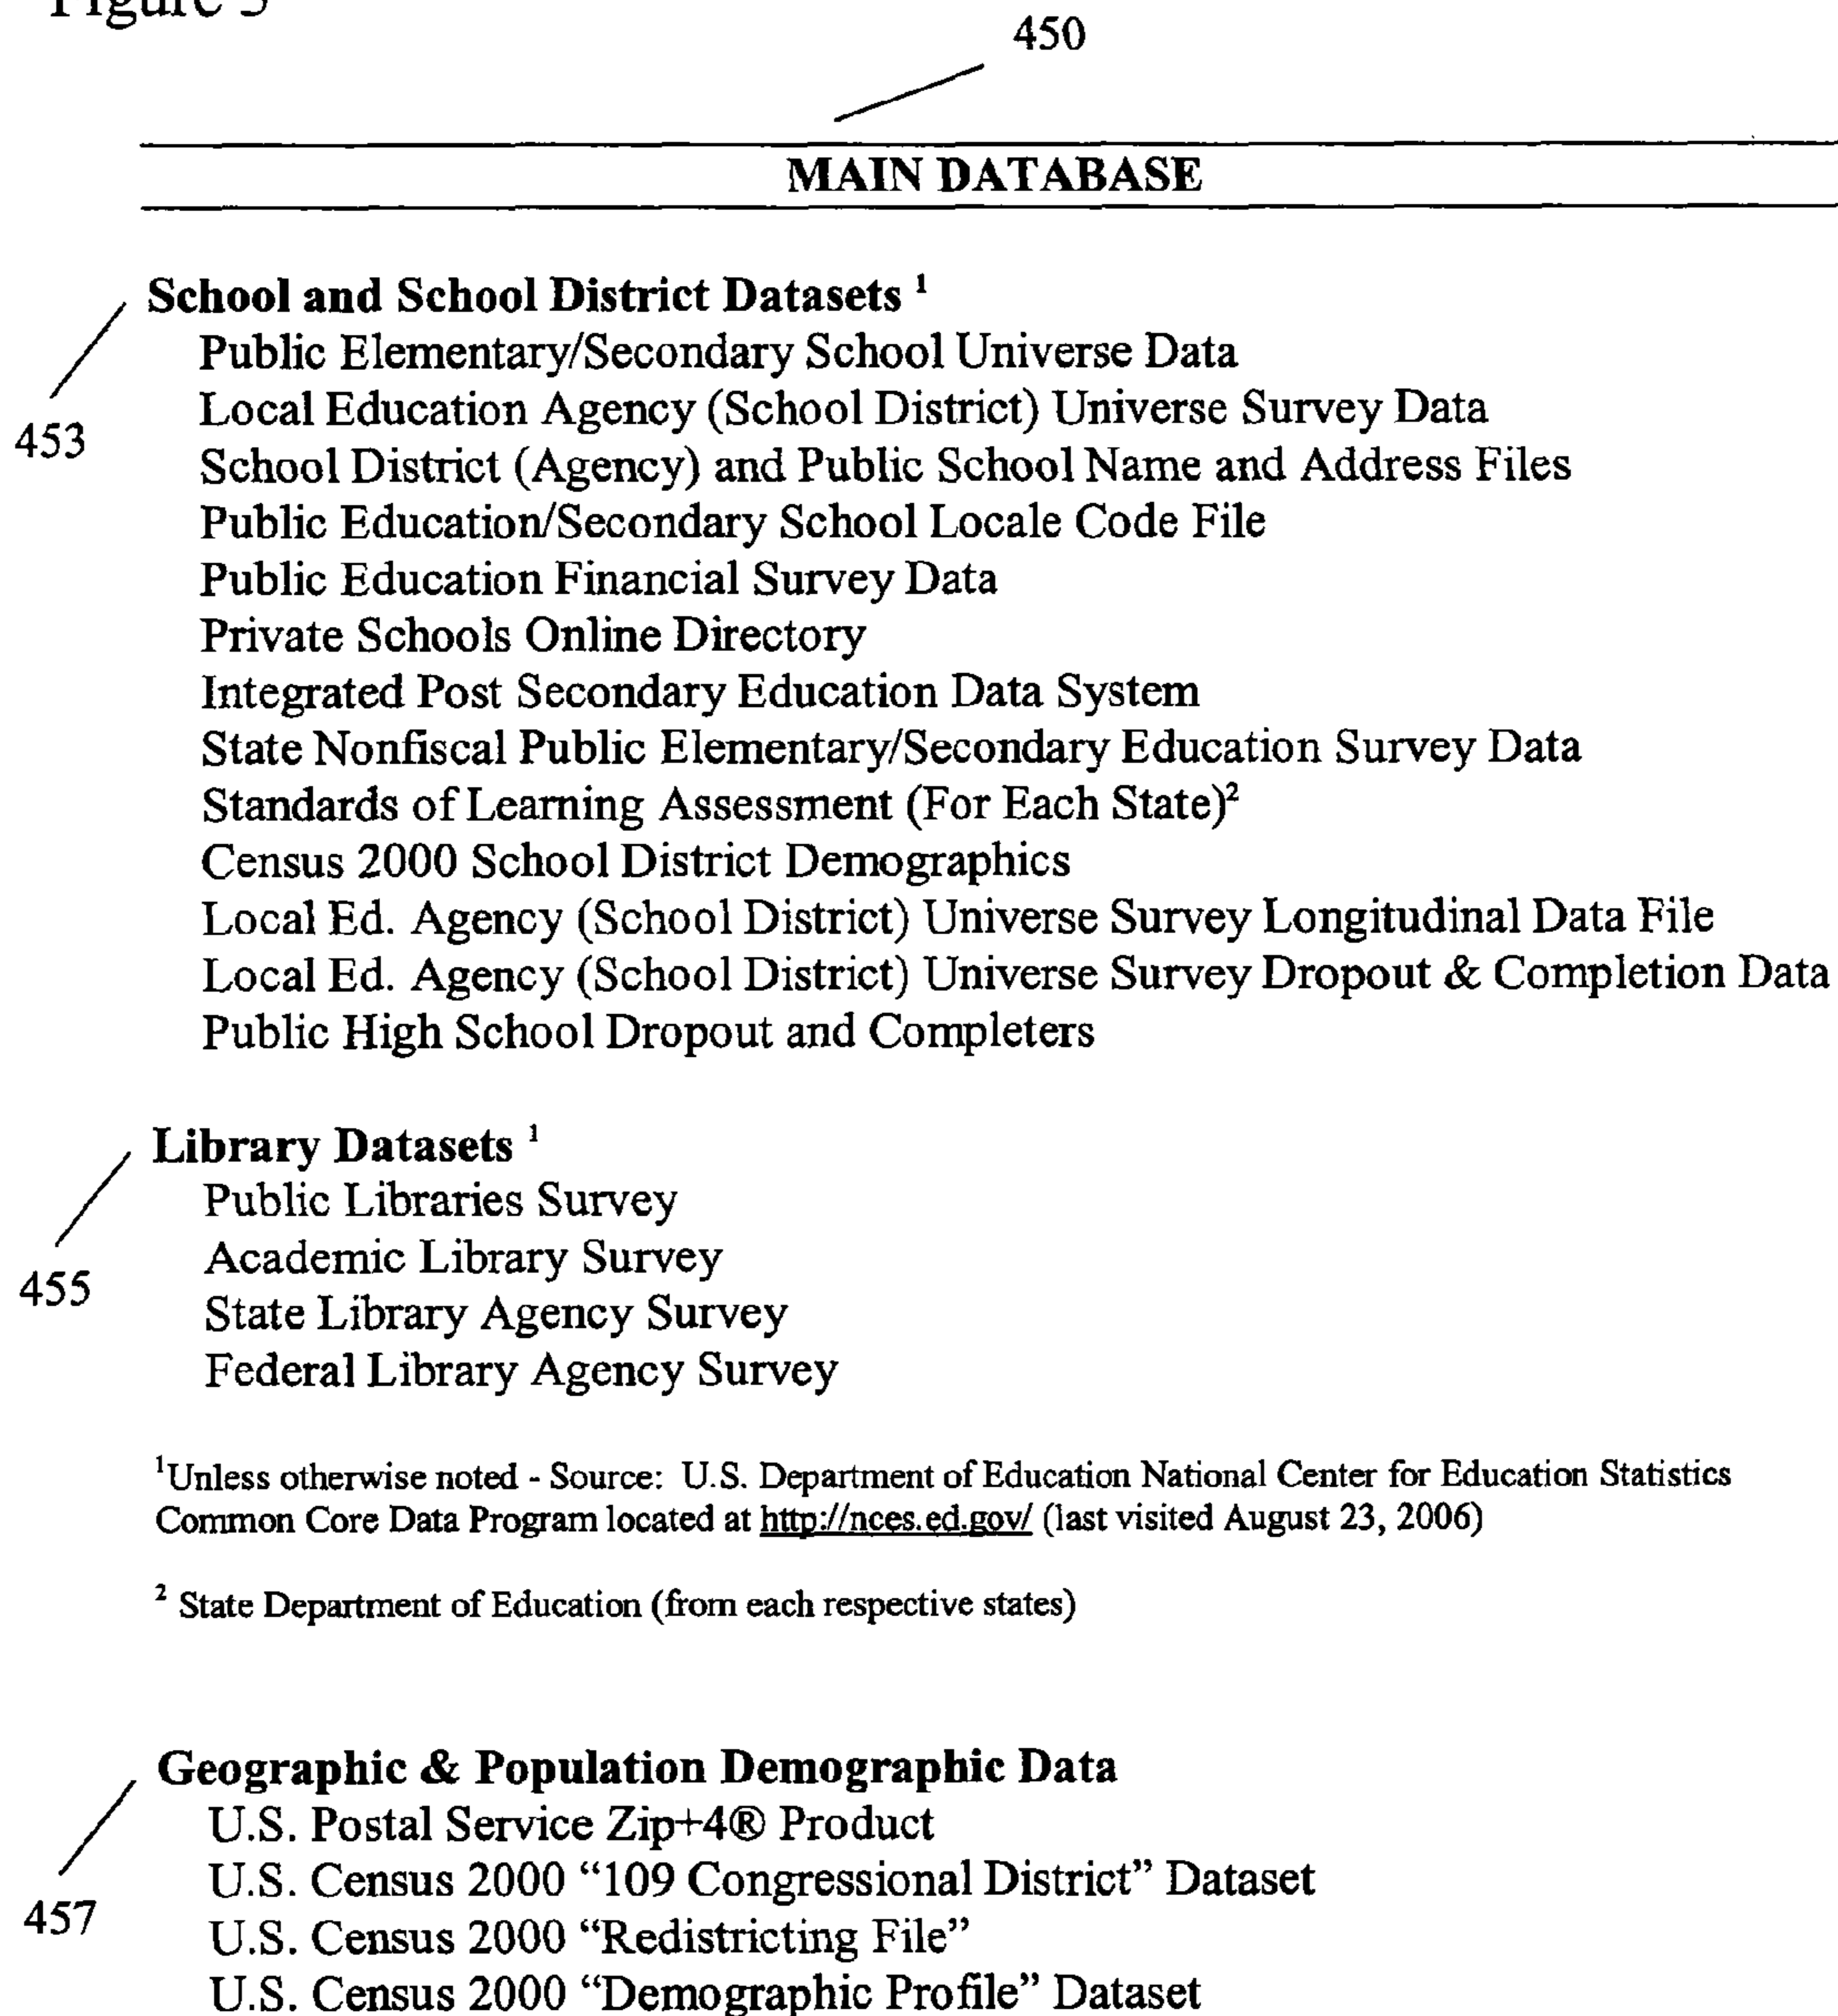 Figure 5
450
MAIN DATABASE
School and School District Datasets ¹
Public Elementary/Secondary School Universe Data
Local Education Agency (School District) Universe Survey Data
453
School District (Agency) and Public School Name and Address Files
Public Education/Secondary School Locale Code File
Public Education Financial Survey Data
Private Schools Online Directory
Integrated Post Secondary Education Data System
State Nonfiscal Public Elementary/Secondary Education Survey Data
Standards of Learning Assessment (For Each State)²
Census 2000 School District Demographics
Local Ed. Agency (School District) Universe Survey Longitudinal Data File
Local Ed. Agency (School District) Universe Survey Dropout & Completion Data
Public High School Dropout and Completers
Library Datasets ¹
Public Libraries Survey
Academic Library Survey
455
State Library Agency Survey
Federal Library Agency Survey
¹Unless otherwise noted - Source: U.S. Department of Education National Center for Education Statistics
Common Core Data Program located at http://nces.ed.gov/ (last visited August 23, 2006)
² State Department of Education (from each respective states)
Geographic & Population Demographic Data
U.S. Postal Service Zip+4® Product
U.S. Census 2000 “109 Congressional District” Dataset
457
U.S. Census 2000 “Redistricting File”
U.S. Census 2000 “Demographic Profile” Dataset